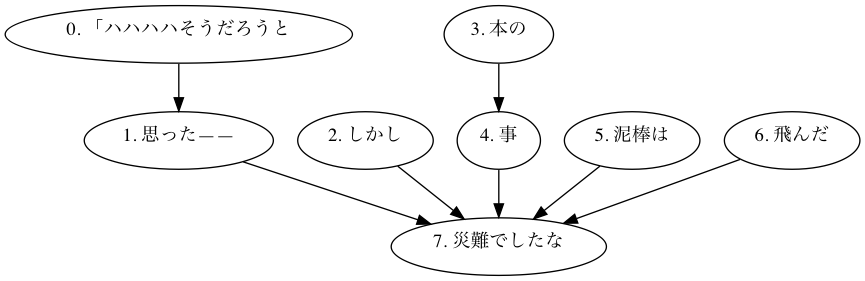 0. 「ハハハハそうだろうと
3. 本の
1. 思った――
2. しかし
4. 事
5. 泥棒は
6. 飛んだ
7. 災難でしたな